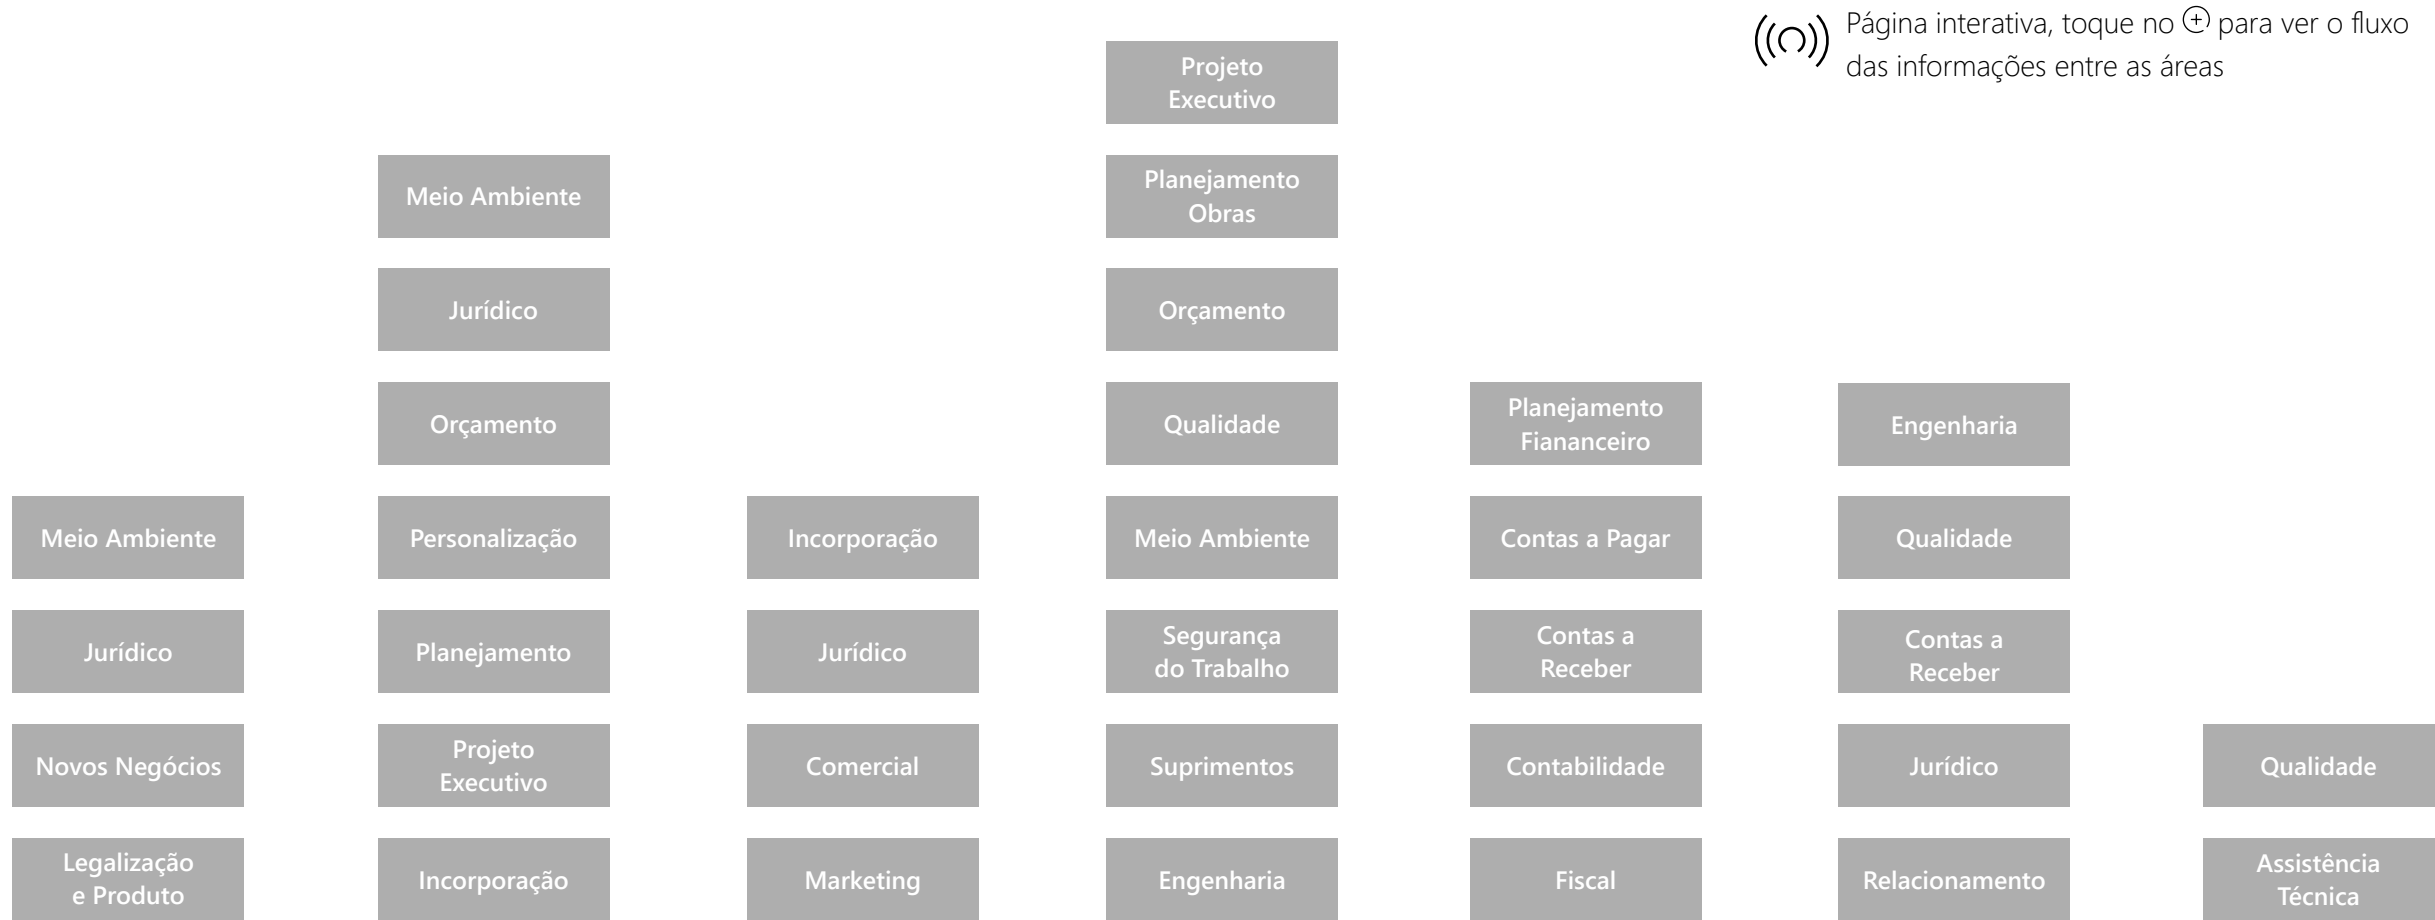 Página interativa, toque no para ver o fluxo
das informações entre as áreas
Projeto
Executivo
Meio Ambiente
Planejamento
Obras
Jurídico
Orçamento
Orçamento
Qualidade
Planejamento
Fiananceiro
Engenharia
Meio Ambiente
Personalização
Incorporação
Meio Ambiente
Contas a Pagar
Qualidade
Jurídico
Planejamento
Jurídico
Segurança
do Trabalho
Contas a
Receber
Contas a
Receber
Novos Negócios
Projeto
Executivo
Comercial
Suprimentos
Contabilidade
Jurídico
Qualidade
Legalização
e Produto
Incorporação
Marketing
Engenharia
Fiscal
Relacionamento
Assistência
Técnica